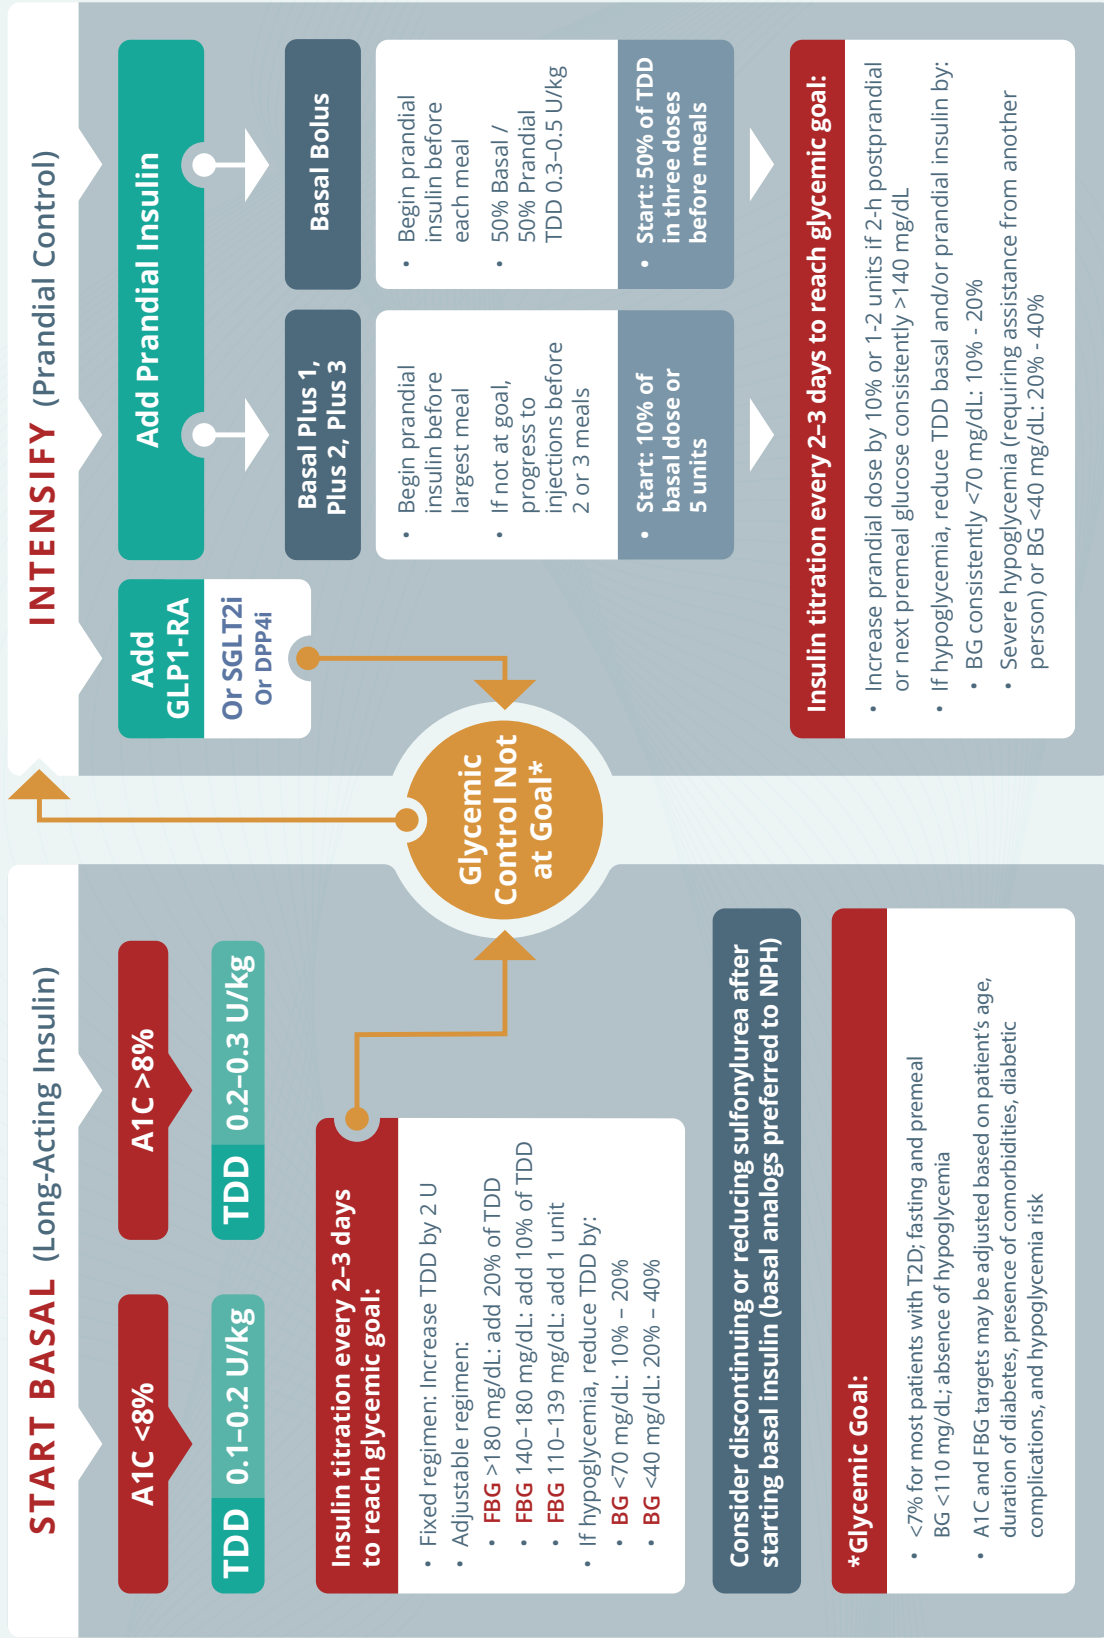 START BASAL (Long-Acting Insulin)
A1C <8%
A1C >8%
TDD 0.1–0.2 U/kg
TDD 0.2–0.3 U/kg
Insulin titration every 2–3 days
to reach glycemic goal:
• Fixed regimen: Increase TDD by 2 U
• Adjustable regimen:
• FBG >180 mg/dL: add 20% of TDD
• FBG 140–180 mg/dL: add 10% of TDD
• FBG 110–139 mg/dL: add 1 unit
• If hypoglycemia, reduce TDD by:
• BG <70 mg/dL: 10% – 20%
• BG <40 mg/dL: 20% – 40%
Consider discontinuing or reducing sulfonylurea after
starting basal insulin (basal analogs preferred to NPH)
*Glycemic Goal:
• <7% for most patients with T2D; fasting and premeal
BG <110 mg/dL; absence of hypoglycemia
• A1C and FBG targets may be adjusted based on patient’s age,
duration of diabetes, presence of comorbidities, diabetic
complications, and hypoglycemia risk
Glycemic
Control Not
at Goal*
INTENSIFY (Prandial Control)
Add
GLP1-RA
Or SGLT2i
Or DPP4i
Add Prandial Insulin
Basal Plus 1,
Plus 2, Plus 3
• Begin prandial
insulin before
largest meal
• If not at goal,
progress to
injections before
2 or 3 meals
• Start: 10% of
basal dose or
5 units
Basal Bolus
• Begin prandial
insulin before
each meal
• 50% Basal /
50% Prandial
TDD 0.3–0.5 U/kg
• Start: 50% of TDD
in three doses
before meals
Insulin titration every 2–3 days to reach glycemic goal:
• Increase prandial dose by 10% or 1-2 units if 2-h postprandial
or next premeal glucose consistently >140 mg/dL
• If hypoglycemia, reduce TDD basal and/or prandial insulin by:
• BG consistently <70 mg/dL: 10% - 20%
• Severe hypoglycemia (requiring assistance from another
person) or BG <40 mg/dL: 20% - 40%